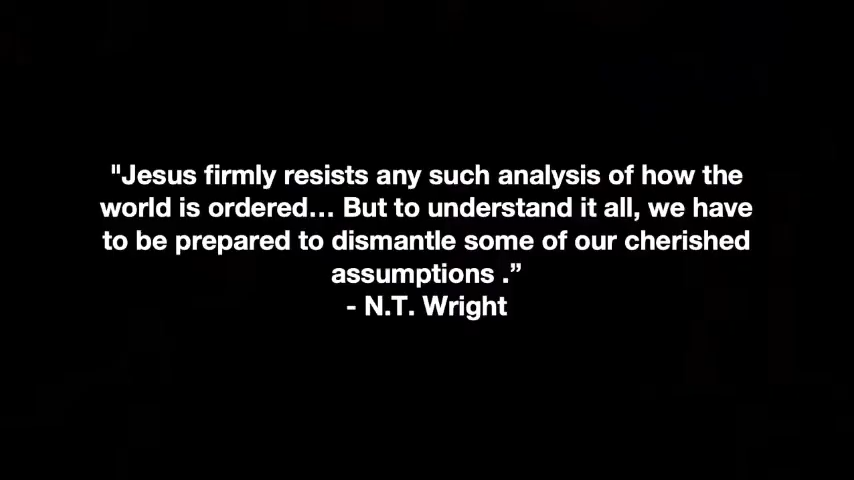 "Jesus firmly resists any such analysis of how the
world is ordered... But to understand it all, we have
to be prepared to dismantle some of our cherished
assumptions .”
- N.T. Wright